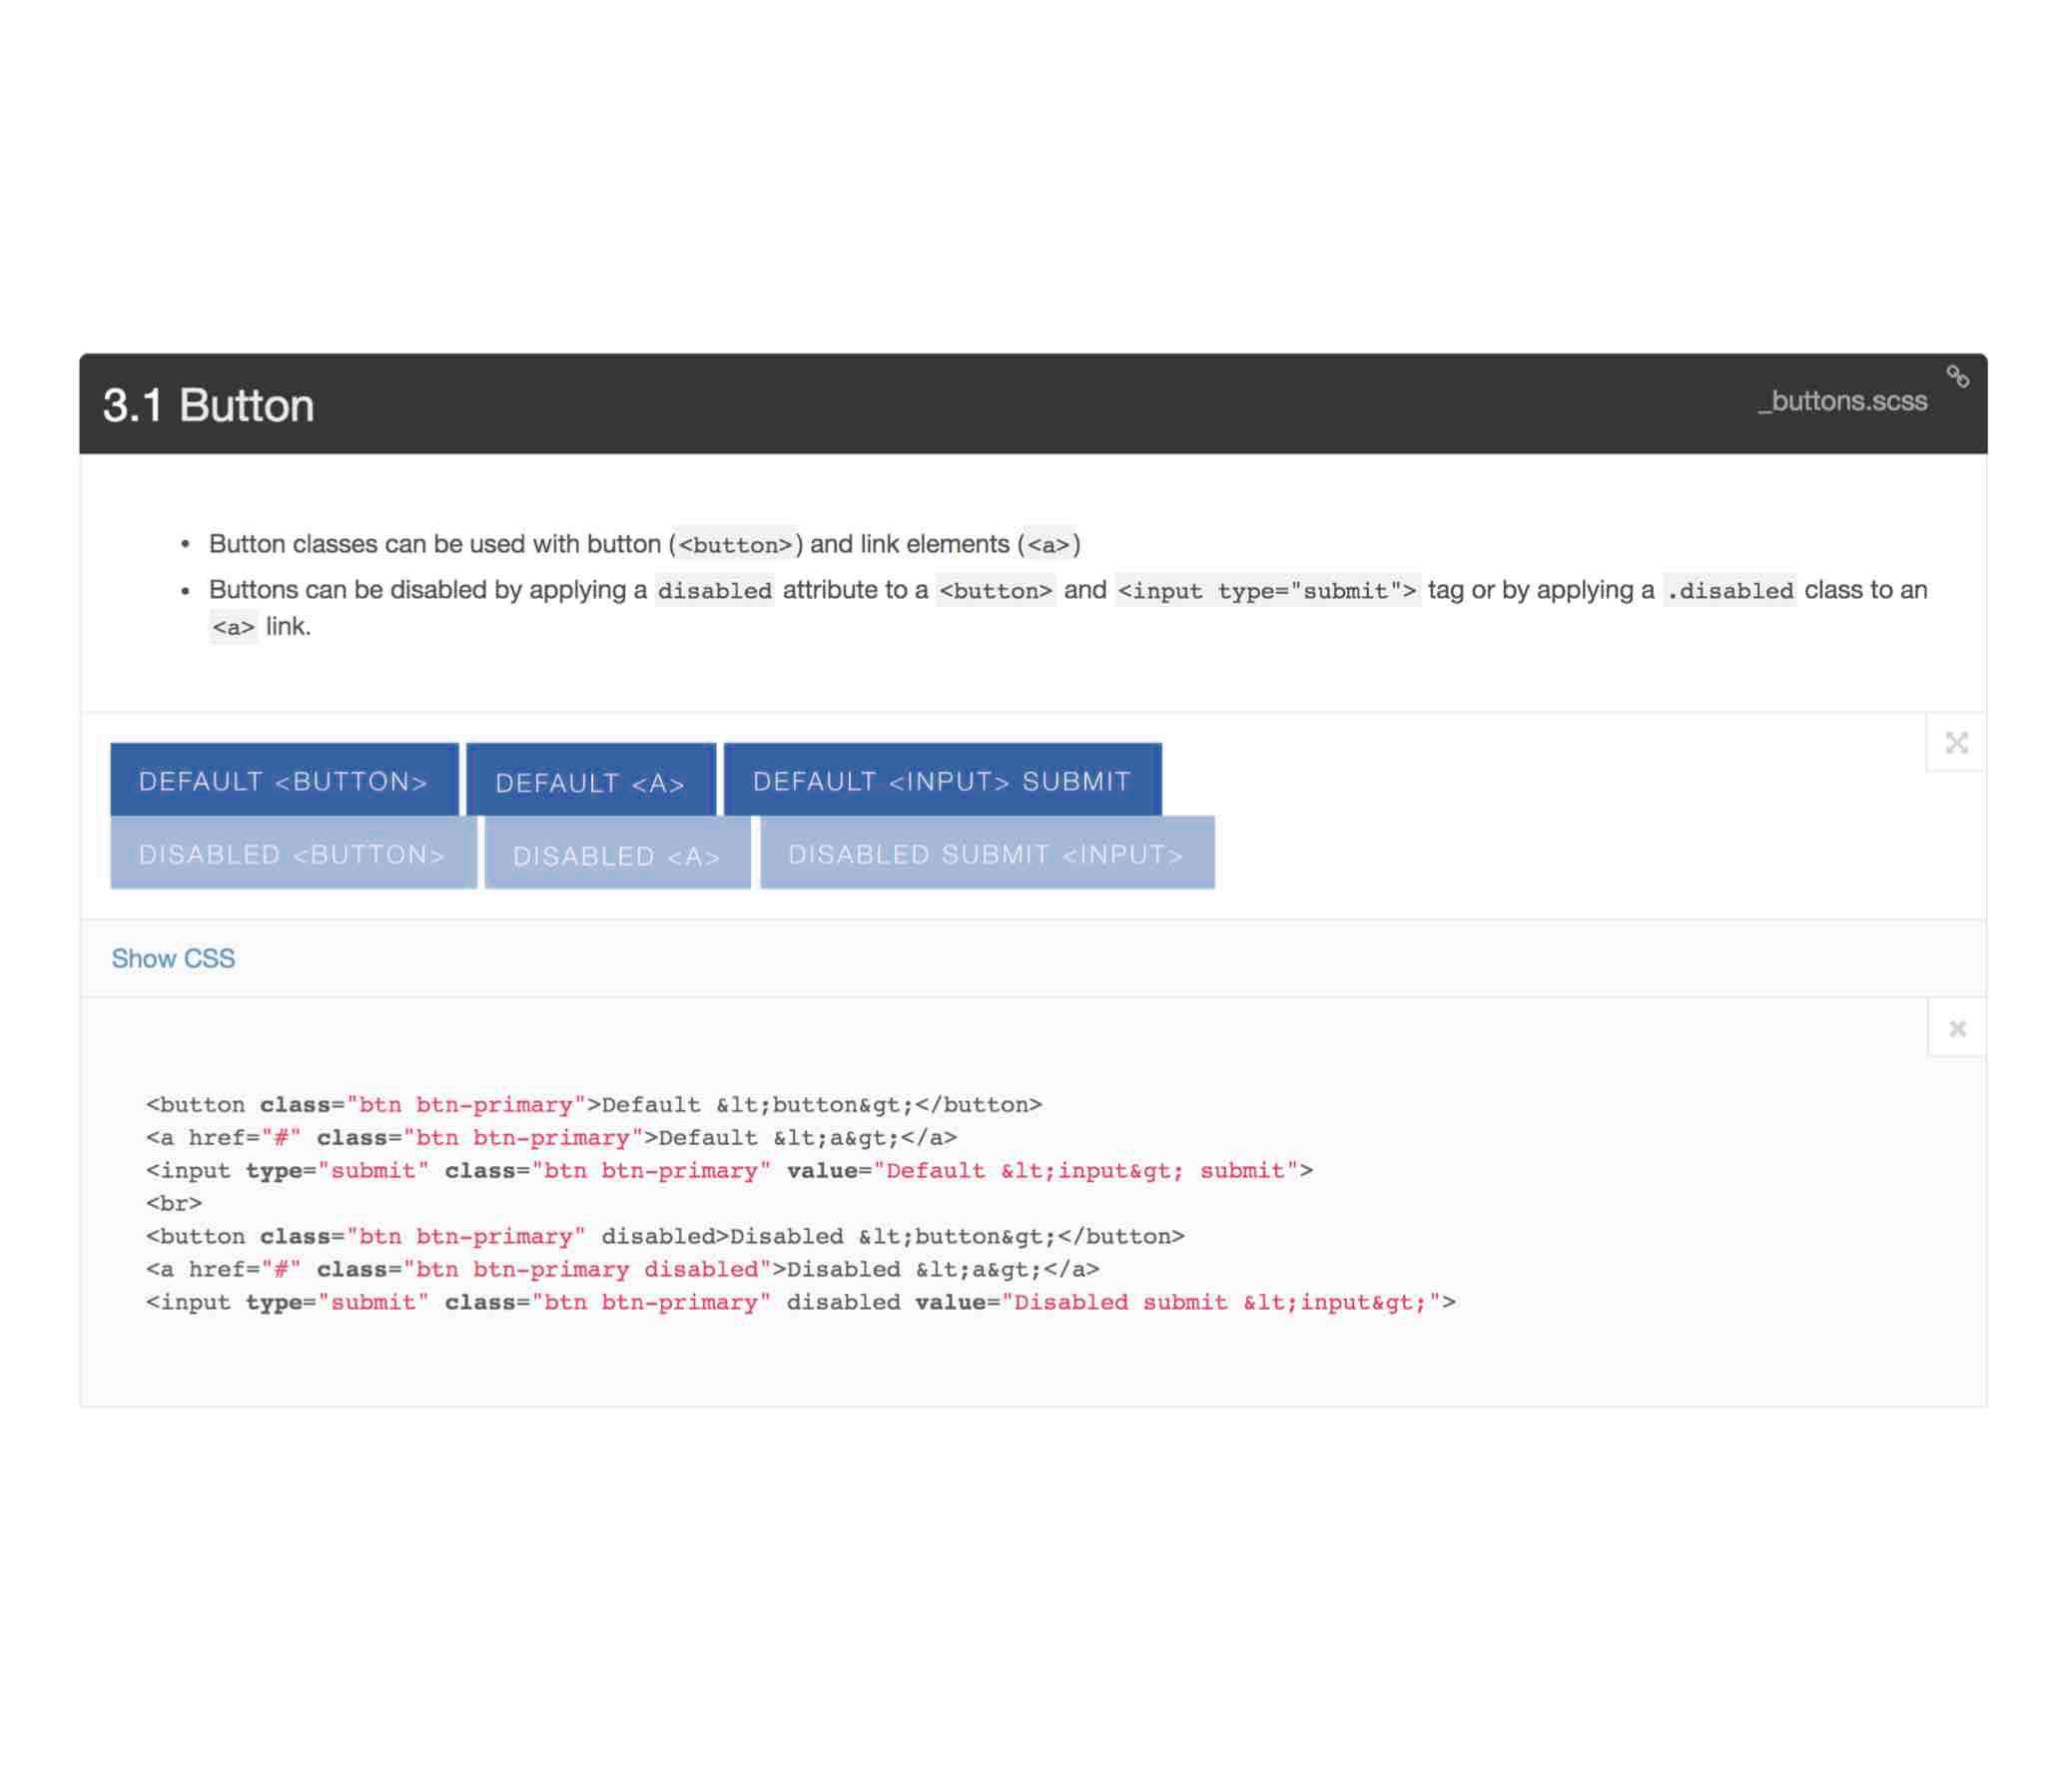 3.1 Button
_buttons.scss
• Button classes can be used with button (<button>) and link elements (<a>)
• Buttons can be disabled by applying a disabled attribute to a <button> and <input type="submit"> tag or by applying a .disabled class to an
<a> link.
DEFAULT <BUTTON> DEFAULT <A> DEFAULT <INPUT> SUBMIT
DISABLED <BUTTON> DISABLED <A> DISABLED SUBMIT <INPUT>
Show CSS
<button class="btn btn-primary">Default &lt;button&gt;</button>
<a href="#" class="btn btn-primary">Default &lt;a&gt;</a>
<input type="submit" class="btn btn-primary" value="Default &lt;input&gt; submit">
<br>
<button class="btn btn-primary" disabled>Disabled &lt;button&gt;</button>
<a href="#" class="btn btn-primary disabled">Disabled &lt;a&gt;</a>
<input type="submit" class="btn btn-primary" disabled value="Disabled submit &lt;input&gt;">